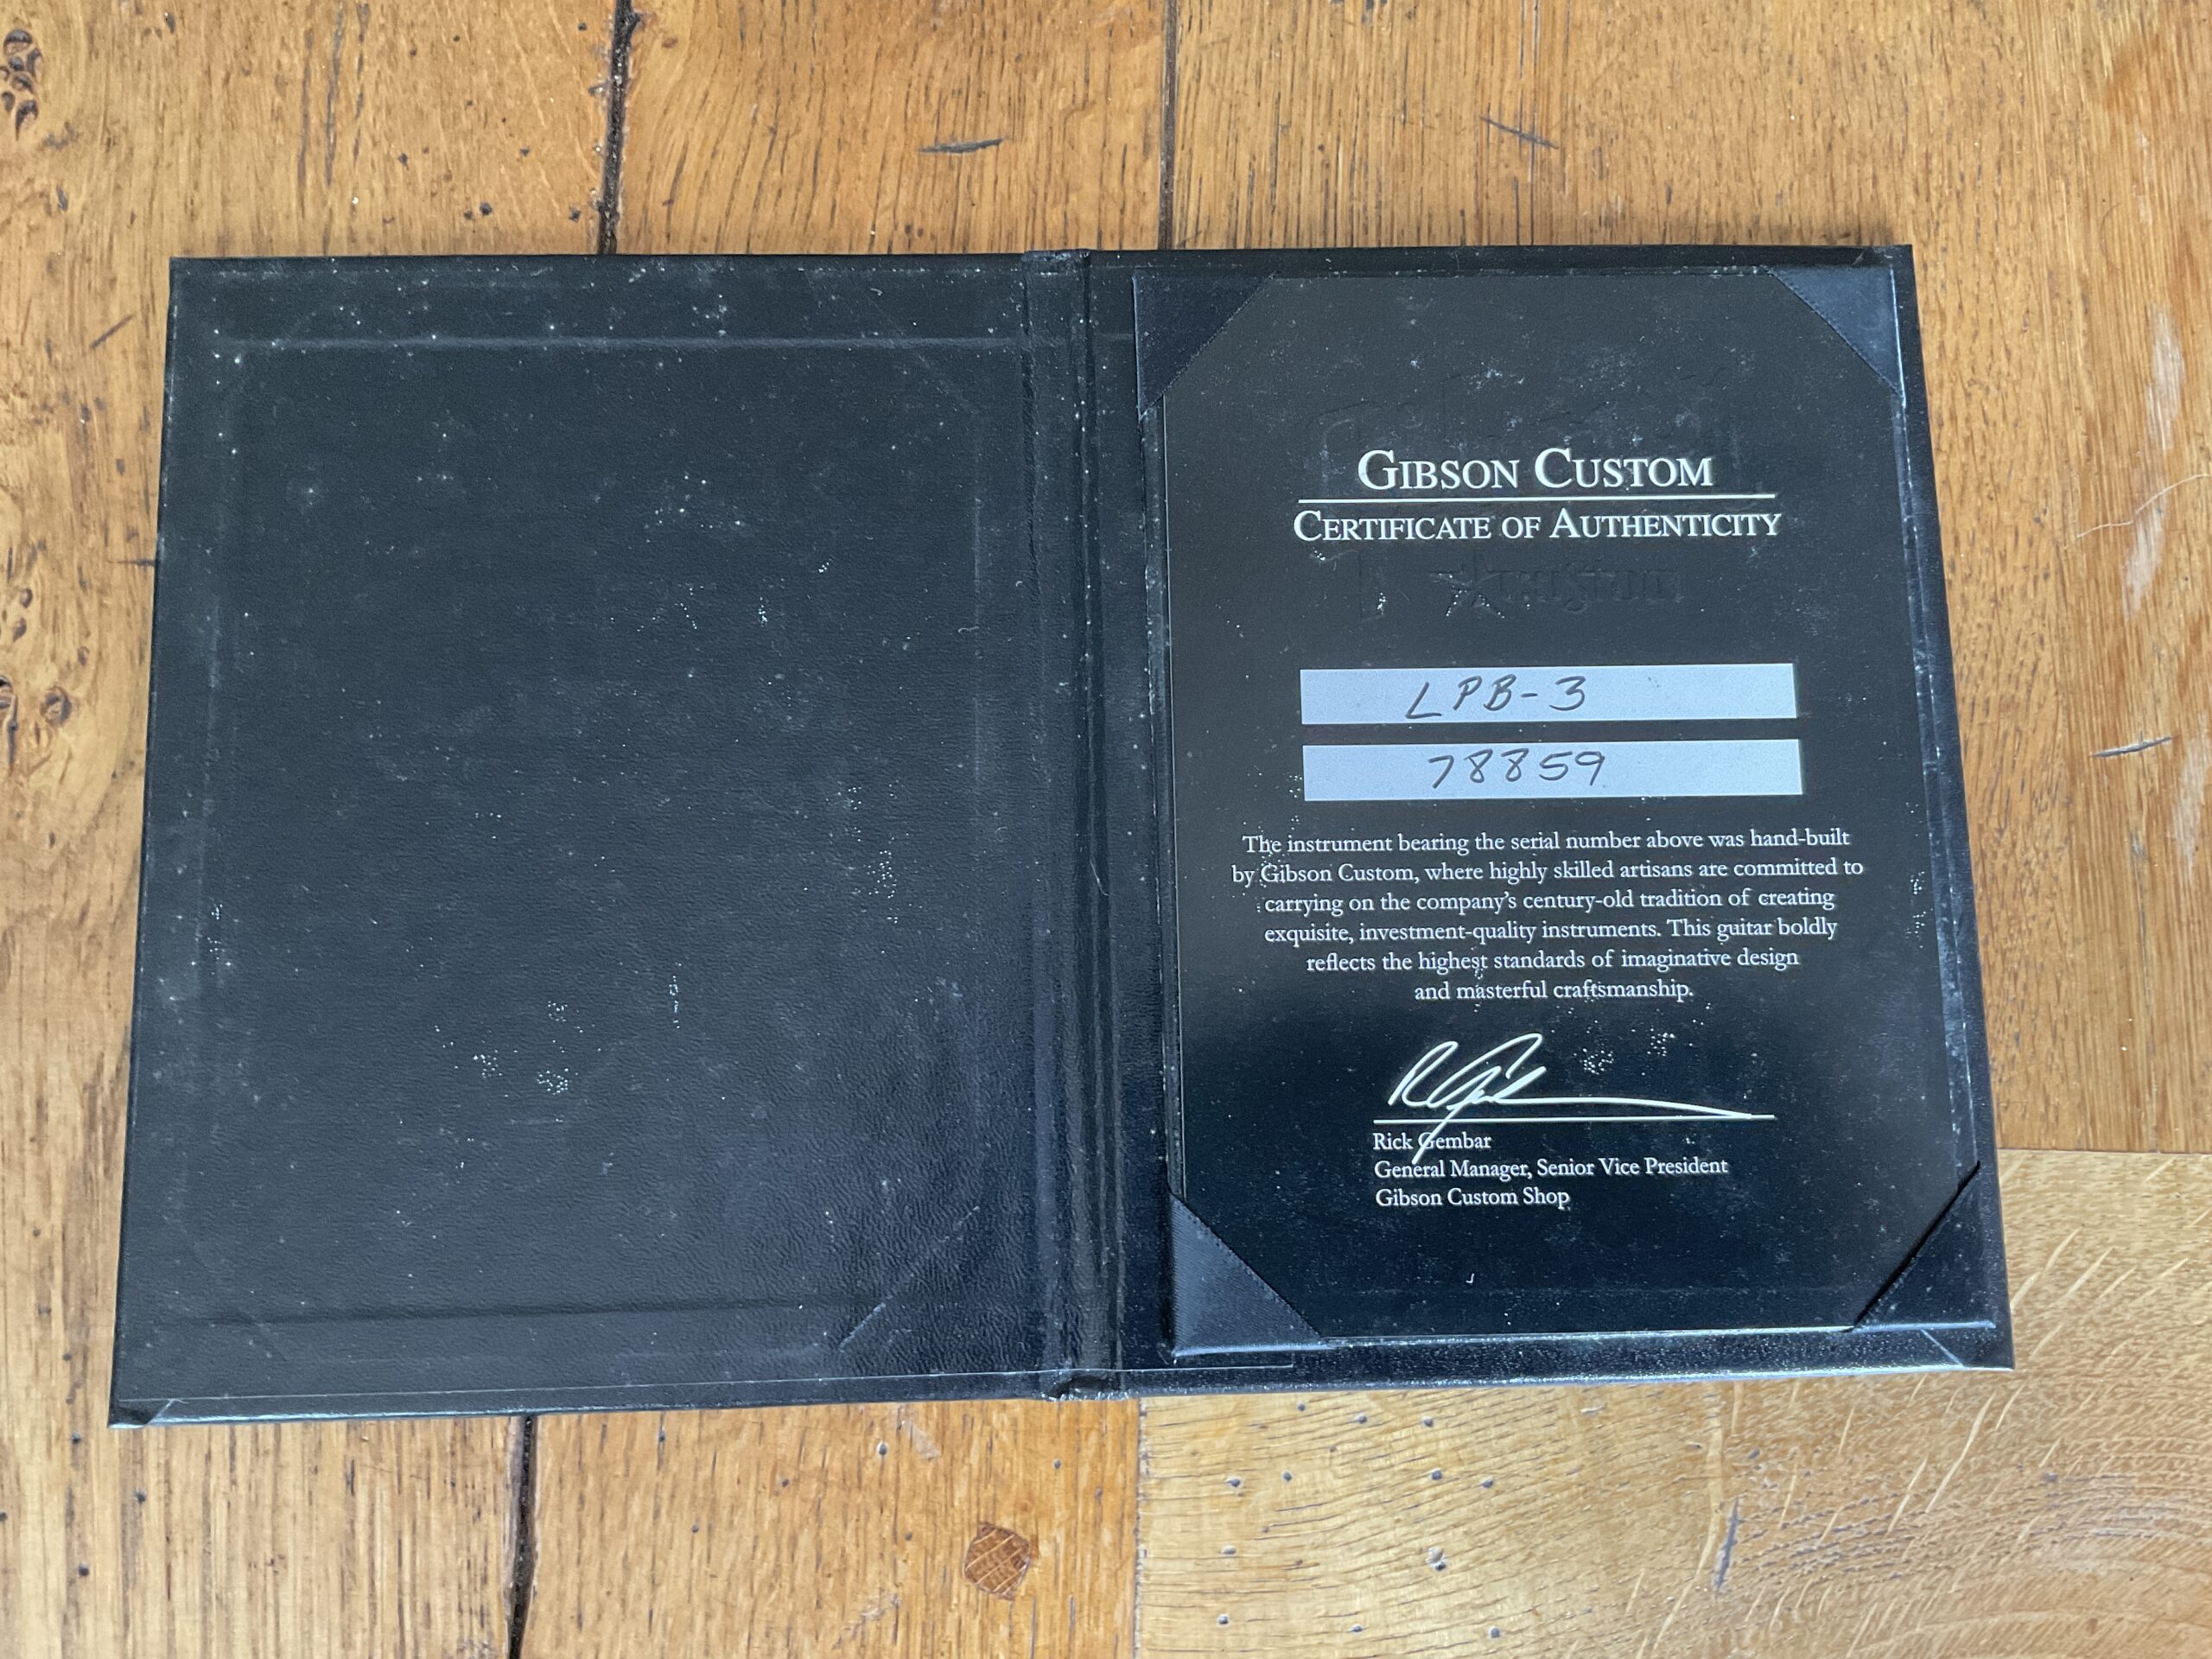 GIBSON CUSTOM
CERTIFICATE OF AUTHENTICITY
CUSTOM
LPB-3
78859
The instrument bearing the serial number above was hand-built
by Gibson Custom, where highly skilled artisans are committed to
carrying on the company's century-old tradition of creating
exquisite, investment-quality instruments. This guitar boldly
reflects the highest standards of imaginative design
and masterful craftsmanship.
Rick Gembar
General Manager, Senior Vice President
Gibson Custom Shop